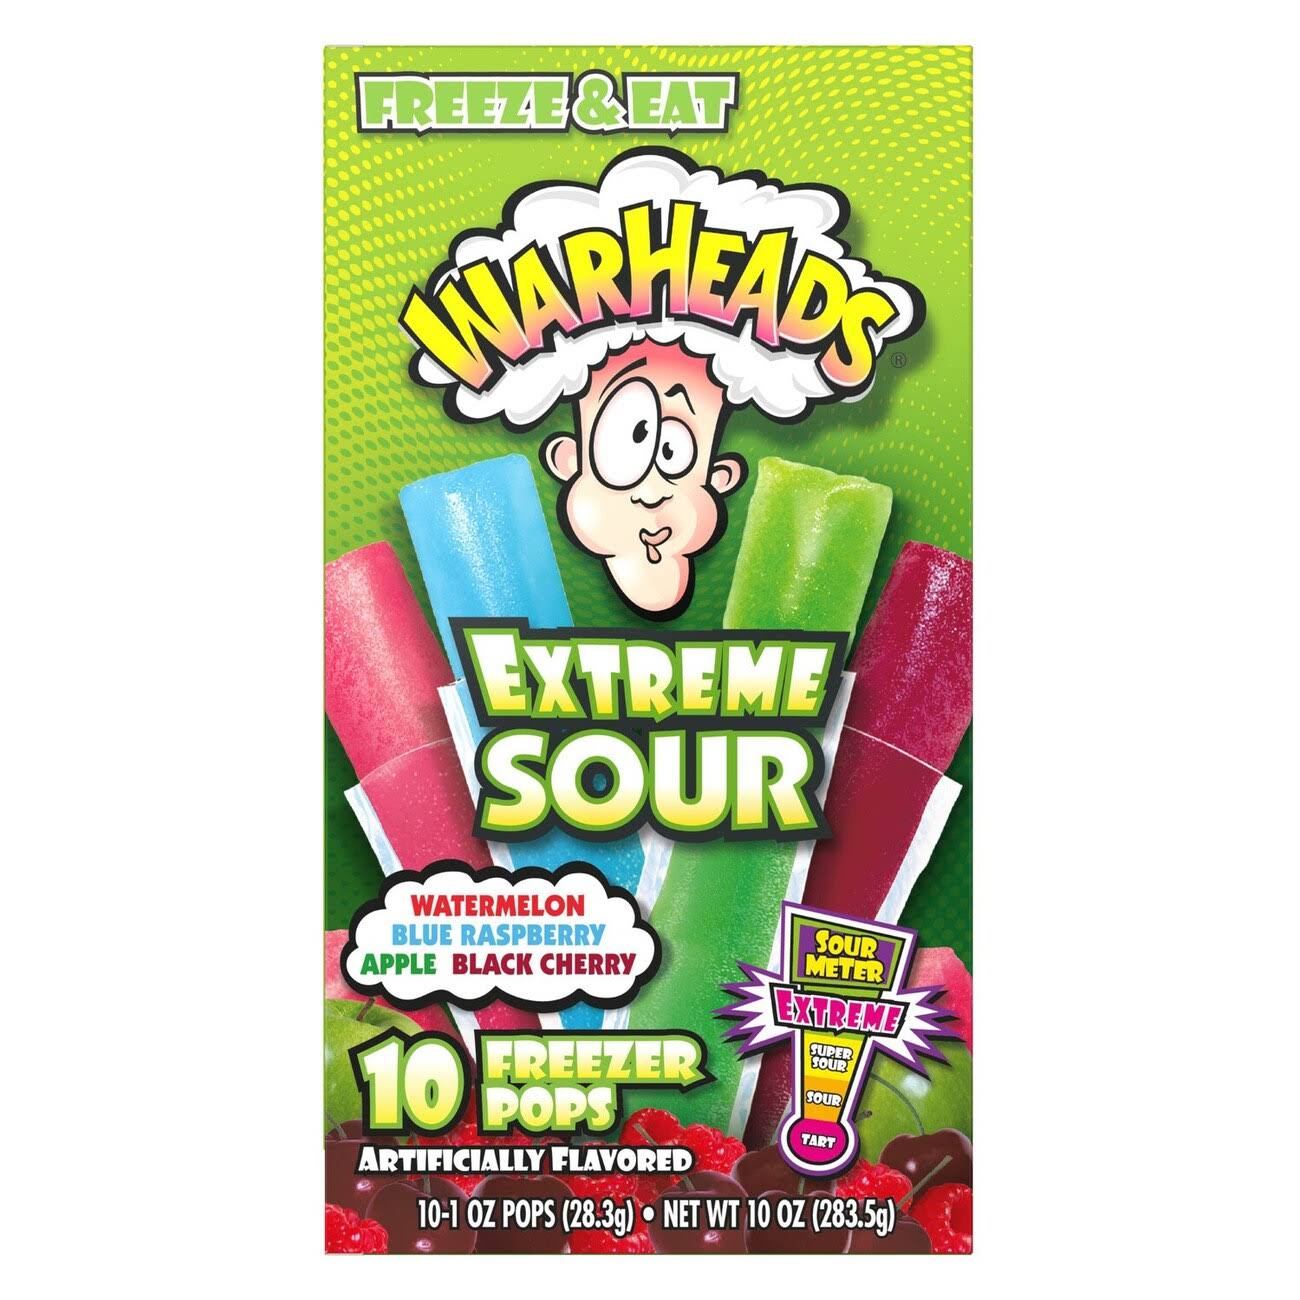 FREEZE & EAT
WARHEADS®
EXTREME
SOUR
WATERMELON
BLUE RASPBERRY
APPLE BLACK CHERRY
SOUR
METER
EXTREME
SUPER
SOUR
SOUR
TART
10 FREEZER
POPS
ARTIFICIALLY FLAVORED
10-1 OZ POPS (28.3g) • NET WT 10 OZ (283.5g)